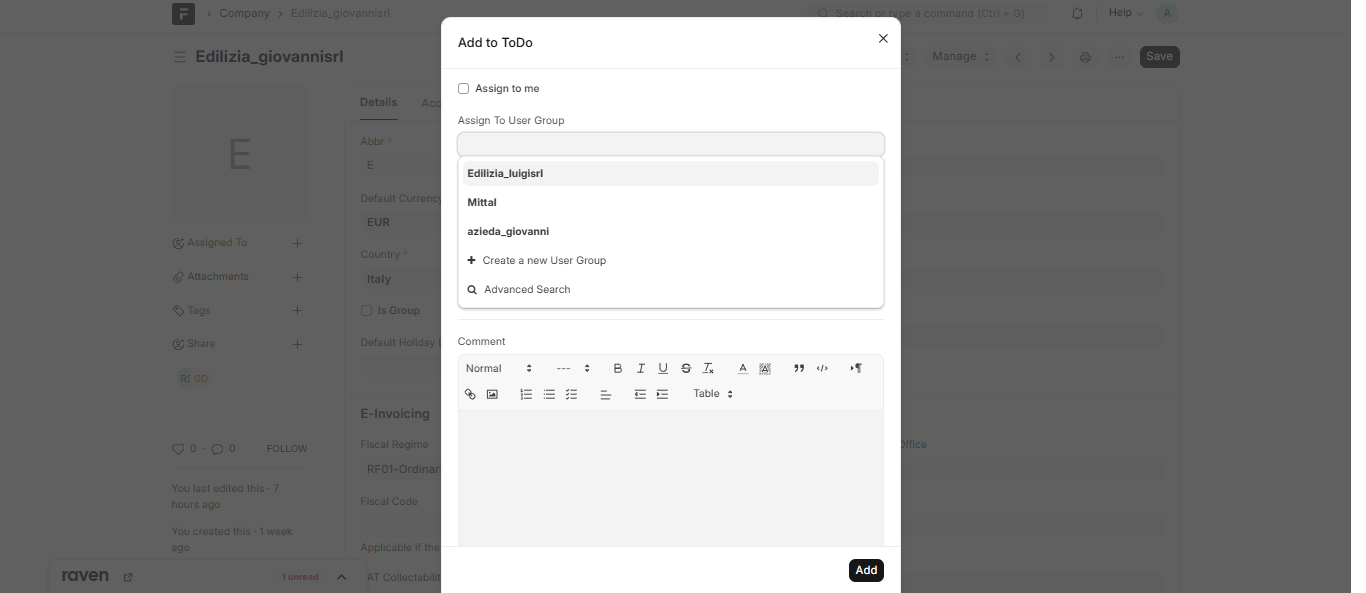 Company
Edilizia_giovannisrl
Search or type a command (Ctrl + G)
Help
A
Edilizia_giovannisrl
Manage
Save
Add to ToDo
Assign to me
Assign To User Group
Edilizia_luigisrl
Mittal
azieda_giovanni
Create a new User Group
Advanced Search
Comment
Normal
---
Table
Add
E
Assigned To
Attachments
Tags
Share
GD
0 · 0 FOLLOW
You last edited this · 7
hours ago
You created this · 1 week
ago
Details
Abbr *
E
Default Currency
EUR
Country *
Italy
Is Group
Default Holiday
E-Invoicing
Fiscal Regime
RF01-Ordinar
Fiscal Code
Applicable if the
AT Collectabilit
Office
raven
1 unread